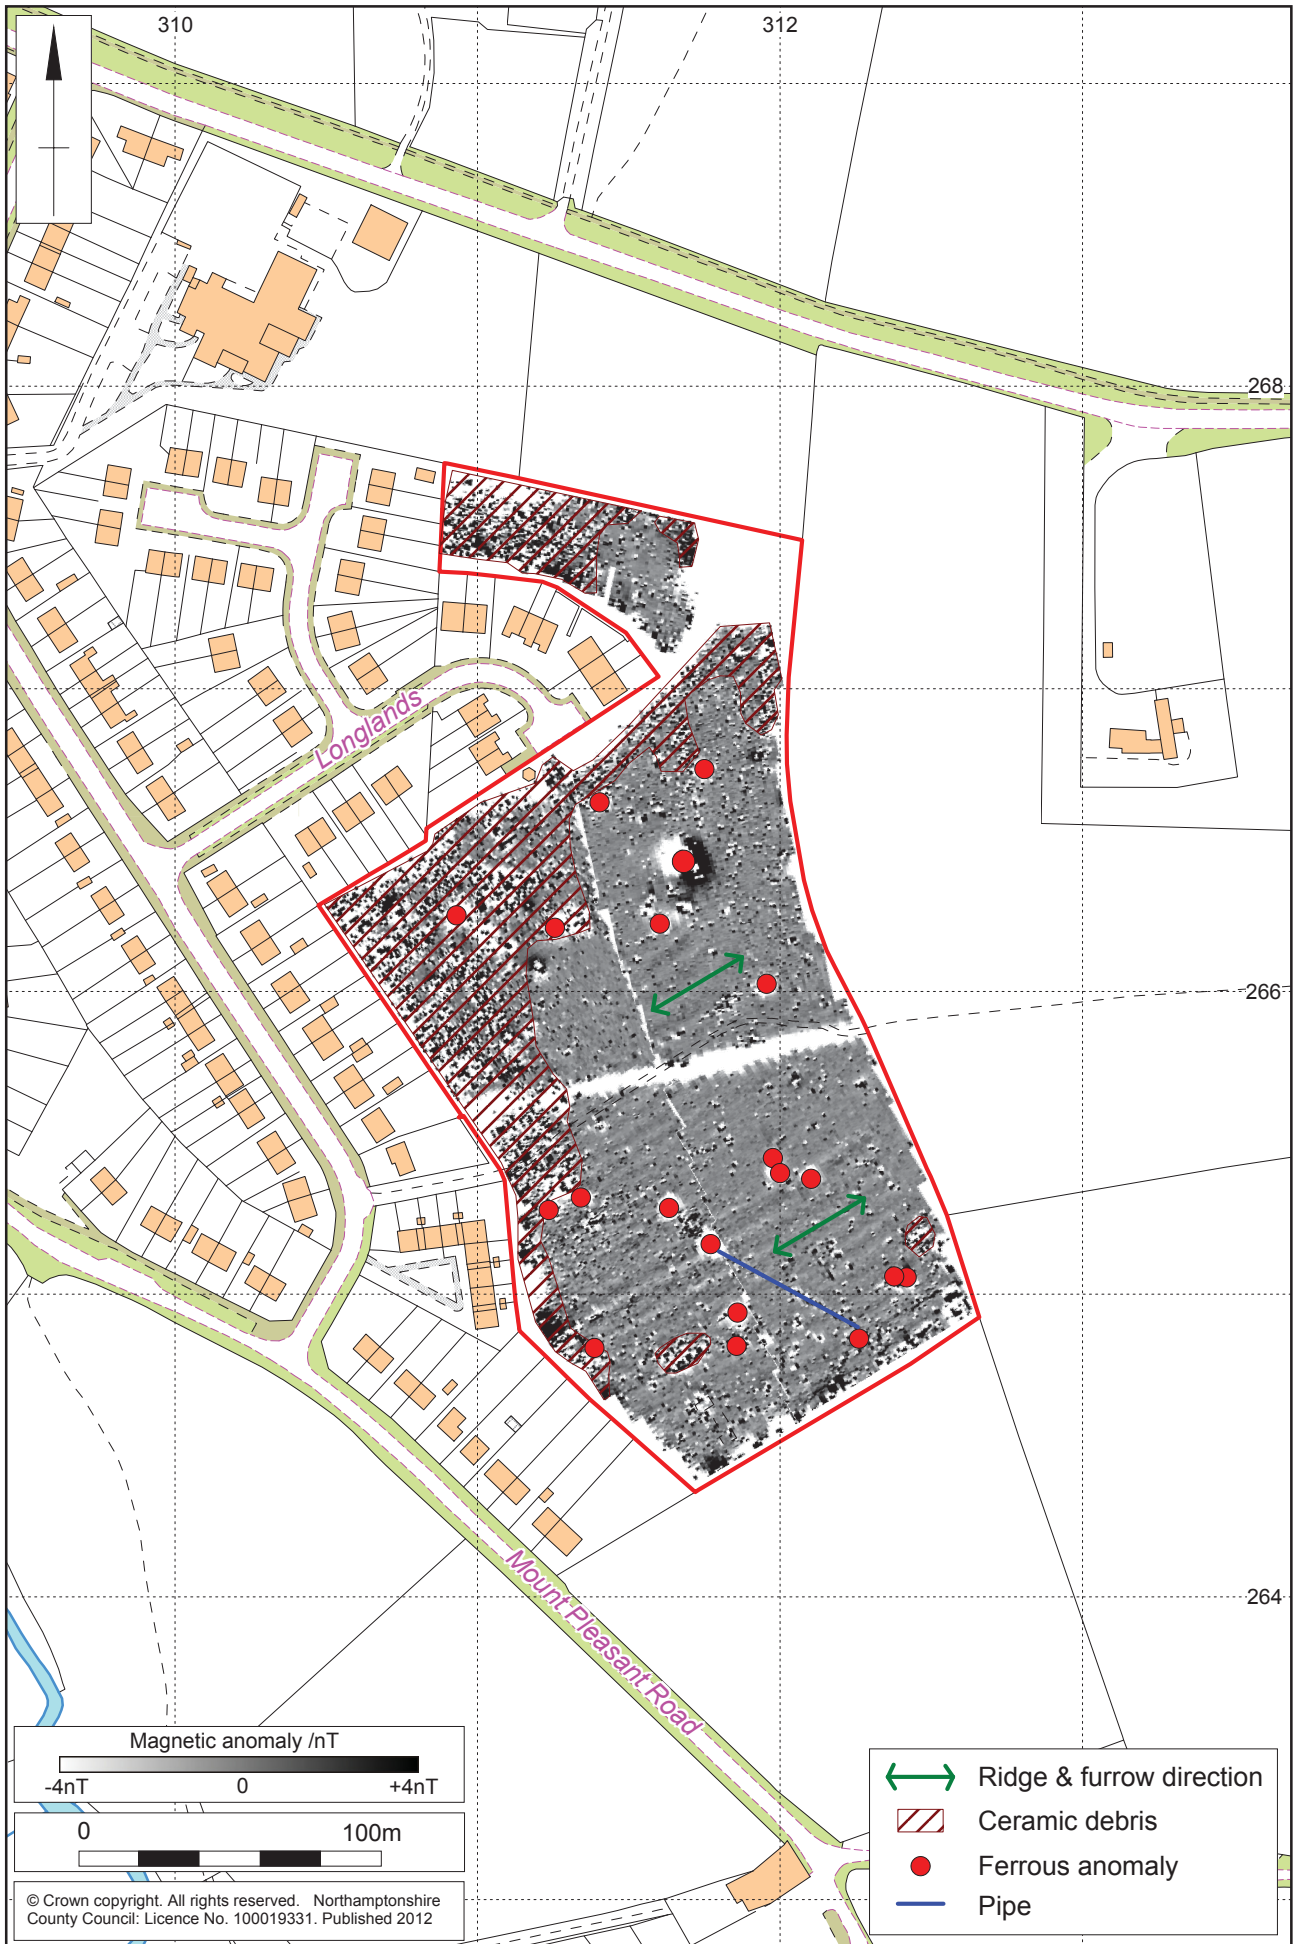 310
312
268
Longlands
266
264
Mount Pleasant Road
Magnetic anomaly /nT
-4nT 0 +4nT
0 100m
© Crown copyright. All rights reserved. Northamptonshire
County Council: Licence No. 100019331. Published 2012
Ridge & furrow direction
Ceramic debris
Ferrous anomaly
Pipe